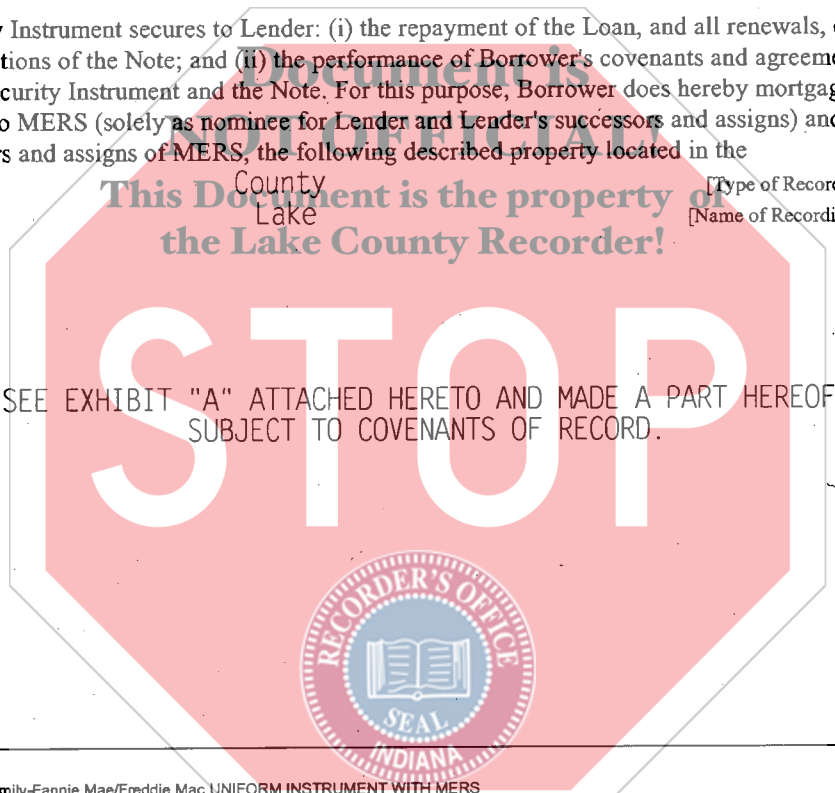 Instrument secures to Lender: (i) the repayment of the Loan, and all renewals,
tions of the Note; and (ii) the performance of Borrower's covenants and agreeme
curity Instrument and the Note. For this purpose, Borrower does hereby mortgag
o MERS (solely as nominee for Lender and Lender's successors and assigns) and
s and assigns of MERS, the following described property located in the
County [Type of Record
Lake [Name of Recordi
Document is
NOT OFFICIAL!
This Document is the property of
the Lake County Recorder!
STOP
SEE EXHIBIT "A" ATTACHED HERETO AND MADE A PART HEREOF
SUBJECT TO COVENANTS OF RECORD.
RECORDER'S OFFICE
SEAL
INDIANA
mily-Fannie Mae/Freddie Mac UNIFORM INSTRUMENT WITH MERS